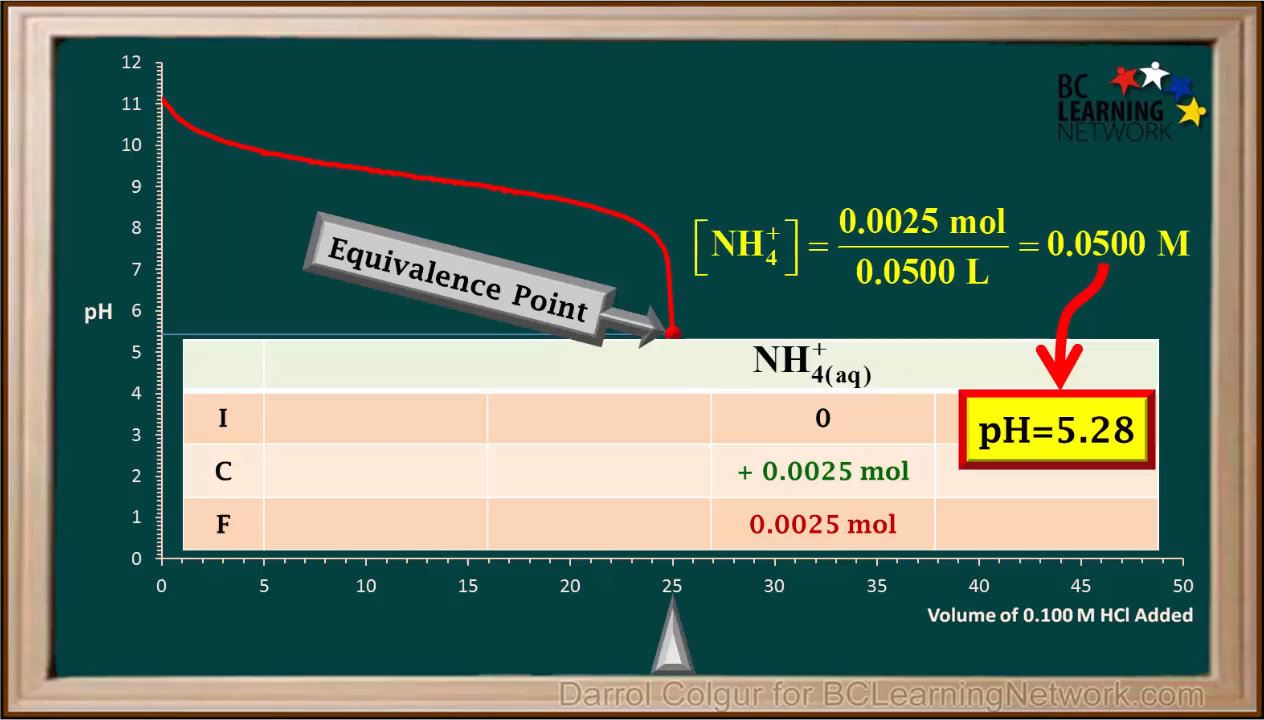 12
11
10
9
8
7
6
5
4
3
2
1
0
pH
BC
LEARNING
NETWORK
Equivalence Point
[NH₄⁺] = 0.0025 mol / 0.0500 L = 0.0500 M
NH₄⁺(aq)
I 0
pH=5.28
C + 0.0025 mol
F 0.0025 mol
0 5 10 15 20 25 30 35 40 45 50
Volume of 0.100 M HCl Added
Darrol Colgur for BCLearningNetwork.com